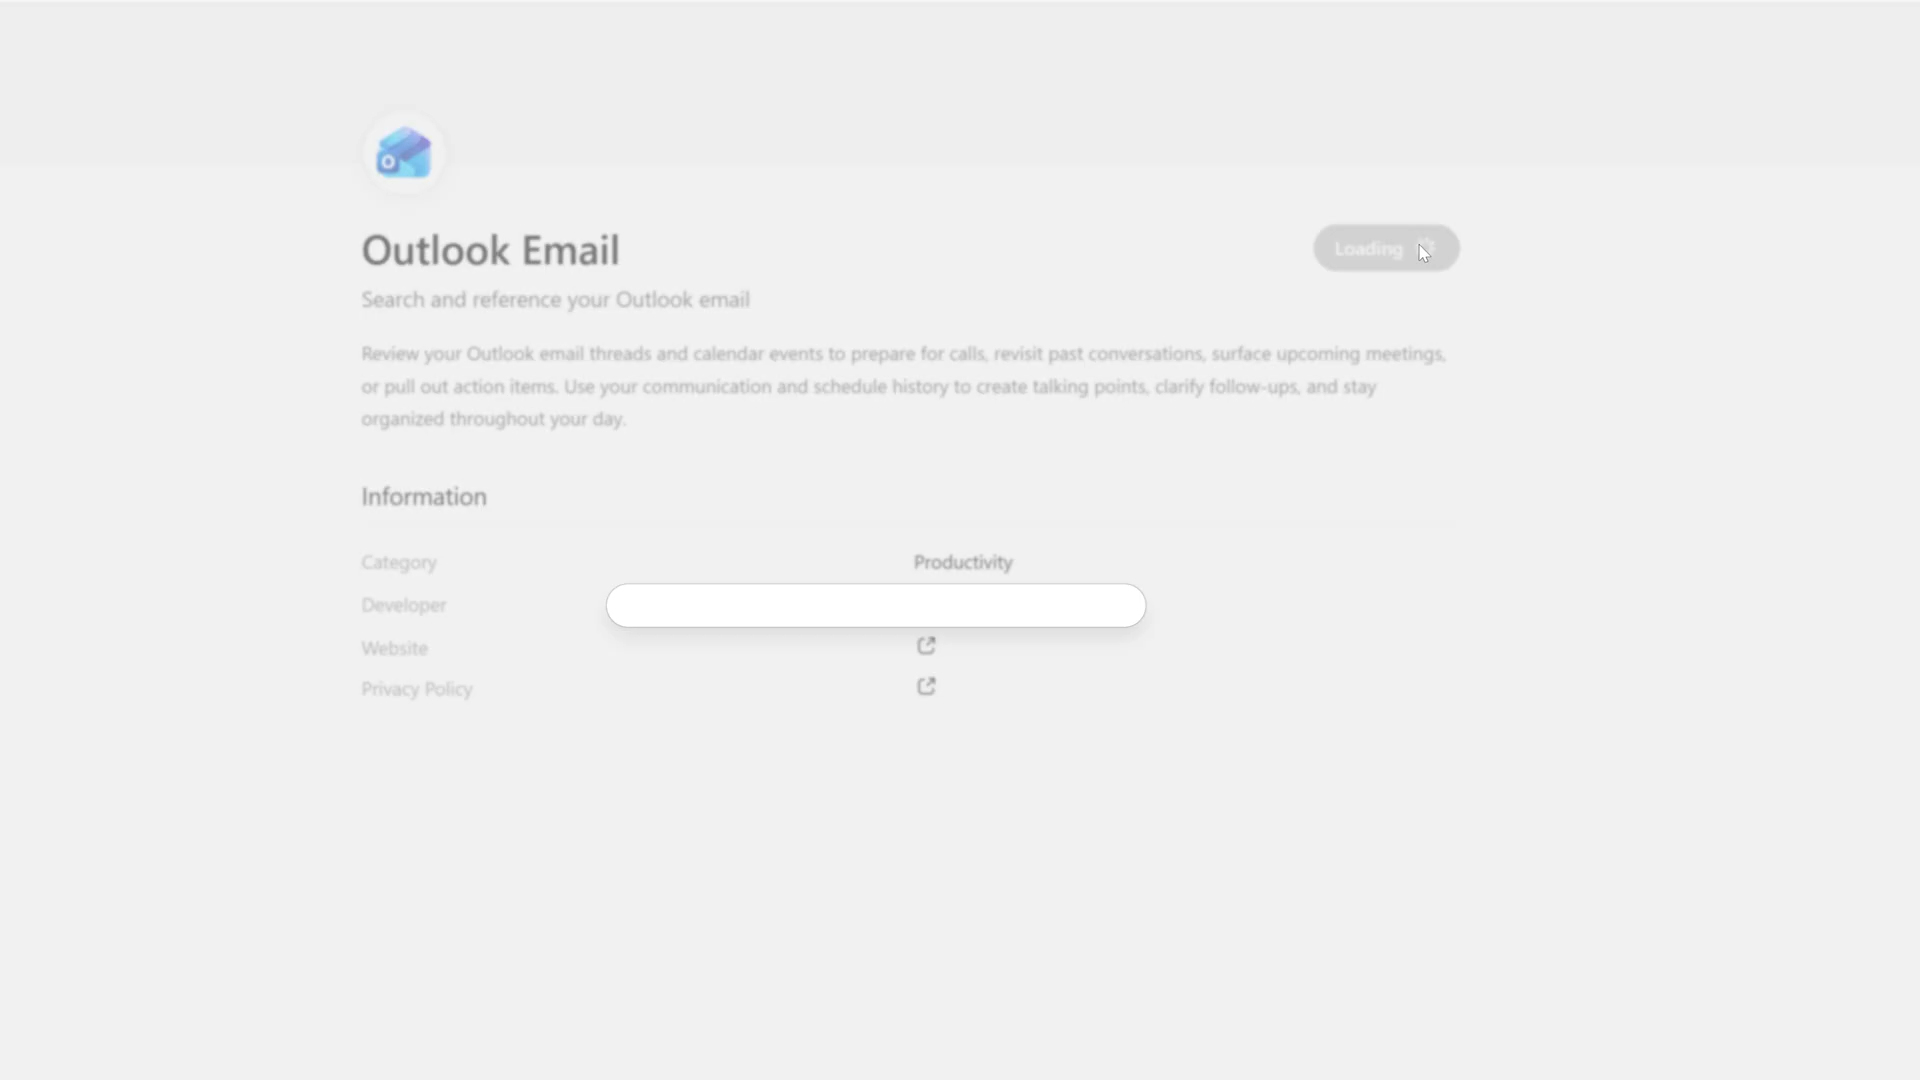 Outlook Email
Loading
Search and reference your Outlook email
Review your Outlook email threads and calendar events to prepare for calls, revisit past conversations, surface upcoming meetings,
or pull out action items. Use your communication and schedule history to create talking points, clarify follow-ups, and stay
organized throughout your day.
Information
Category Productivity
Developer
Website
Privacy Policy